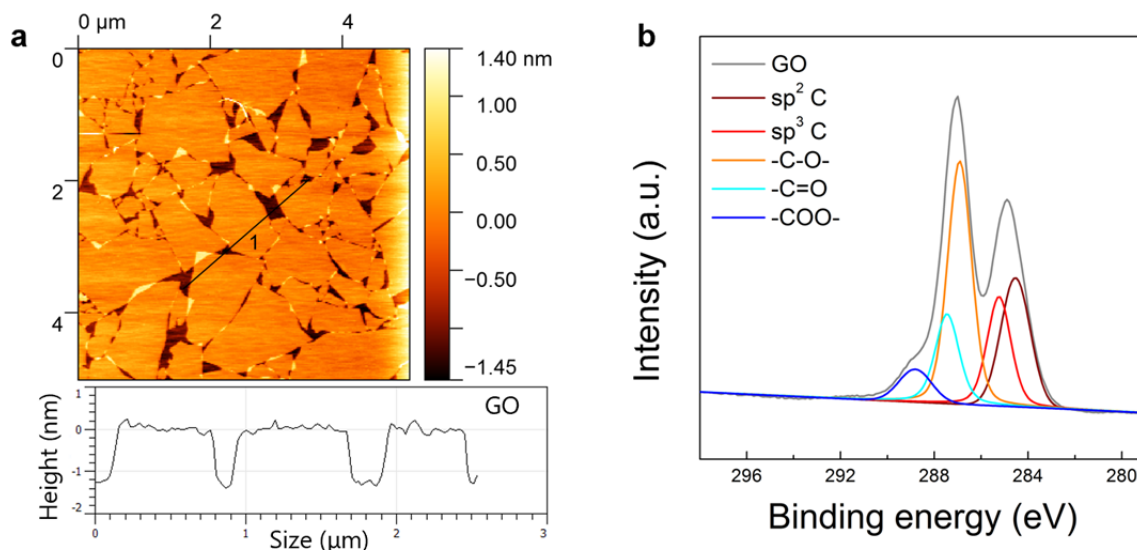 a
0 μm 2 4
0
2
4
1
1.40 nm
1.00
0.50
0.00
−0.50
−1.45
GO
Height (nm)
1
0
-1
-2
0 1 2 3
Size (μm)
b
GO
sp² C
sp³ C
-C-O-
-C=O
-COO-
Intensity (a.u.)
296 292 288 284 280
Binding energy (eV)